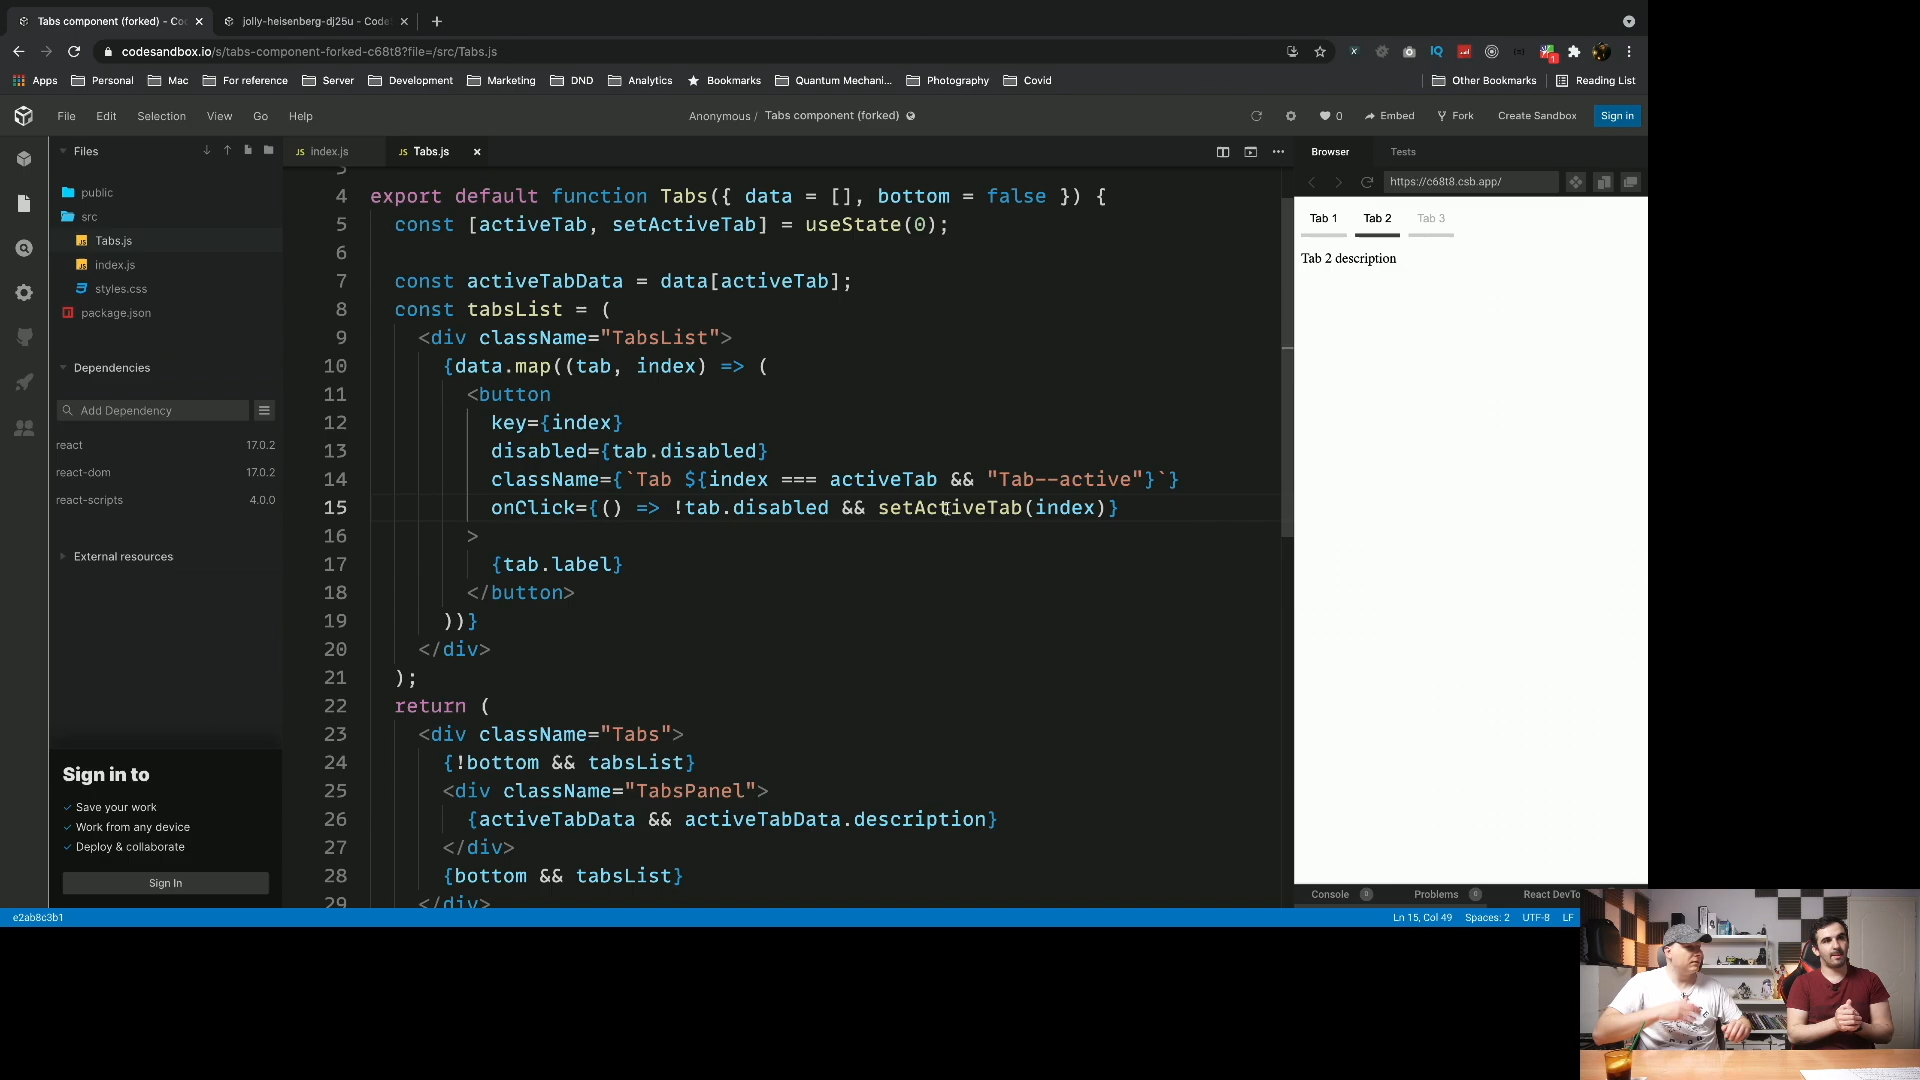 Tabs component (forked) - Co
jolly-heisenberg-dj25u - Code
codesandbox.io/s/tabs-component-forked-c68t8?file=/src/Tabs.js
Apps Personal Mac For reference Server Development Marketing DND Analytics Bookmarks Quantum Mechani... Photography Covid Other Bookmarks Reading List
File Edit Selection View Go Help
Anonymous / Tabs component (forked)
0 Embed Fork Create Sandbox Sign in
Files
public
src
Tabs.js
index.js
styles.css
package.json
Dependencies
Add Dependency
react 17.0.2
react-dom 17.0.2
react-scripts 4.0.0
External resources
Sign in to
✓ Save your work
✓ Work from any device
✓ Deploy & collaborate
Sign In
JS index.js
JS Tabs.js
3
4 export default function Tabs({ data = [], bottom = false }) {
5 const [activeTab, setActiveTab] = useState(0);
6
7 const activeTabData = data[activeTab];
8 const tabsList = (
9 <div className="TabsList">
10 {data.map((tab, index) => (
11 <button
12 key={index}
13 disabled={tab.disabled}
14 className={`Tab ${index === activeTab && "Tab--active"}`}
15 onClick={() => !tab.disabled && setActiveTab(index)}
16 >
17 {tab.label}
18 </button>
19 ))}
20 </div>
21 );
22 return (
23 <div className="Tabs">
24 {!bottom && tabsList}
25 <div className="TabsPanel">
26 {activeTabData && activeTabData.description}
27 </div>
28 {bottom && tabsList}
29 </div>
Browser Tests
https://c68t8.csb.app/
Tab 1 Tab 2 Tab 3
Tab 2 description
Console 0 Problems 0 React DevTo
e2ab8c3b1
Ln 15, Col 49 Spaces: 2 UTF-8 LF